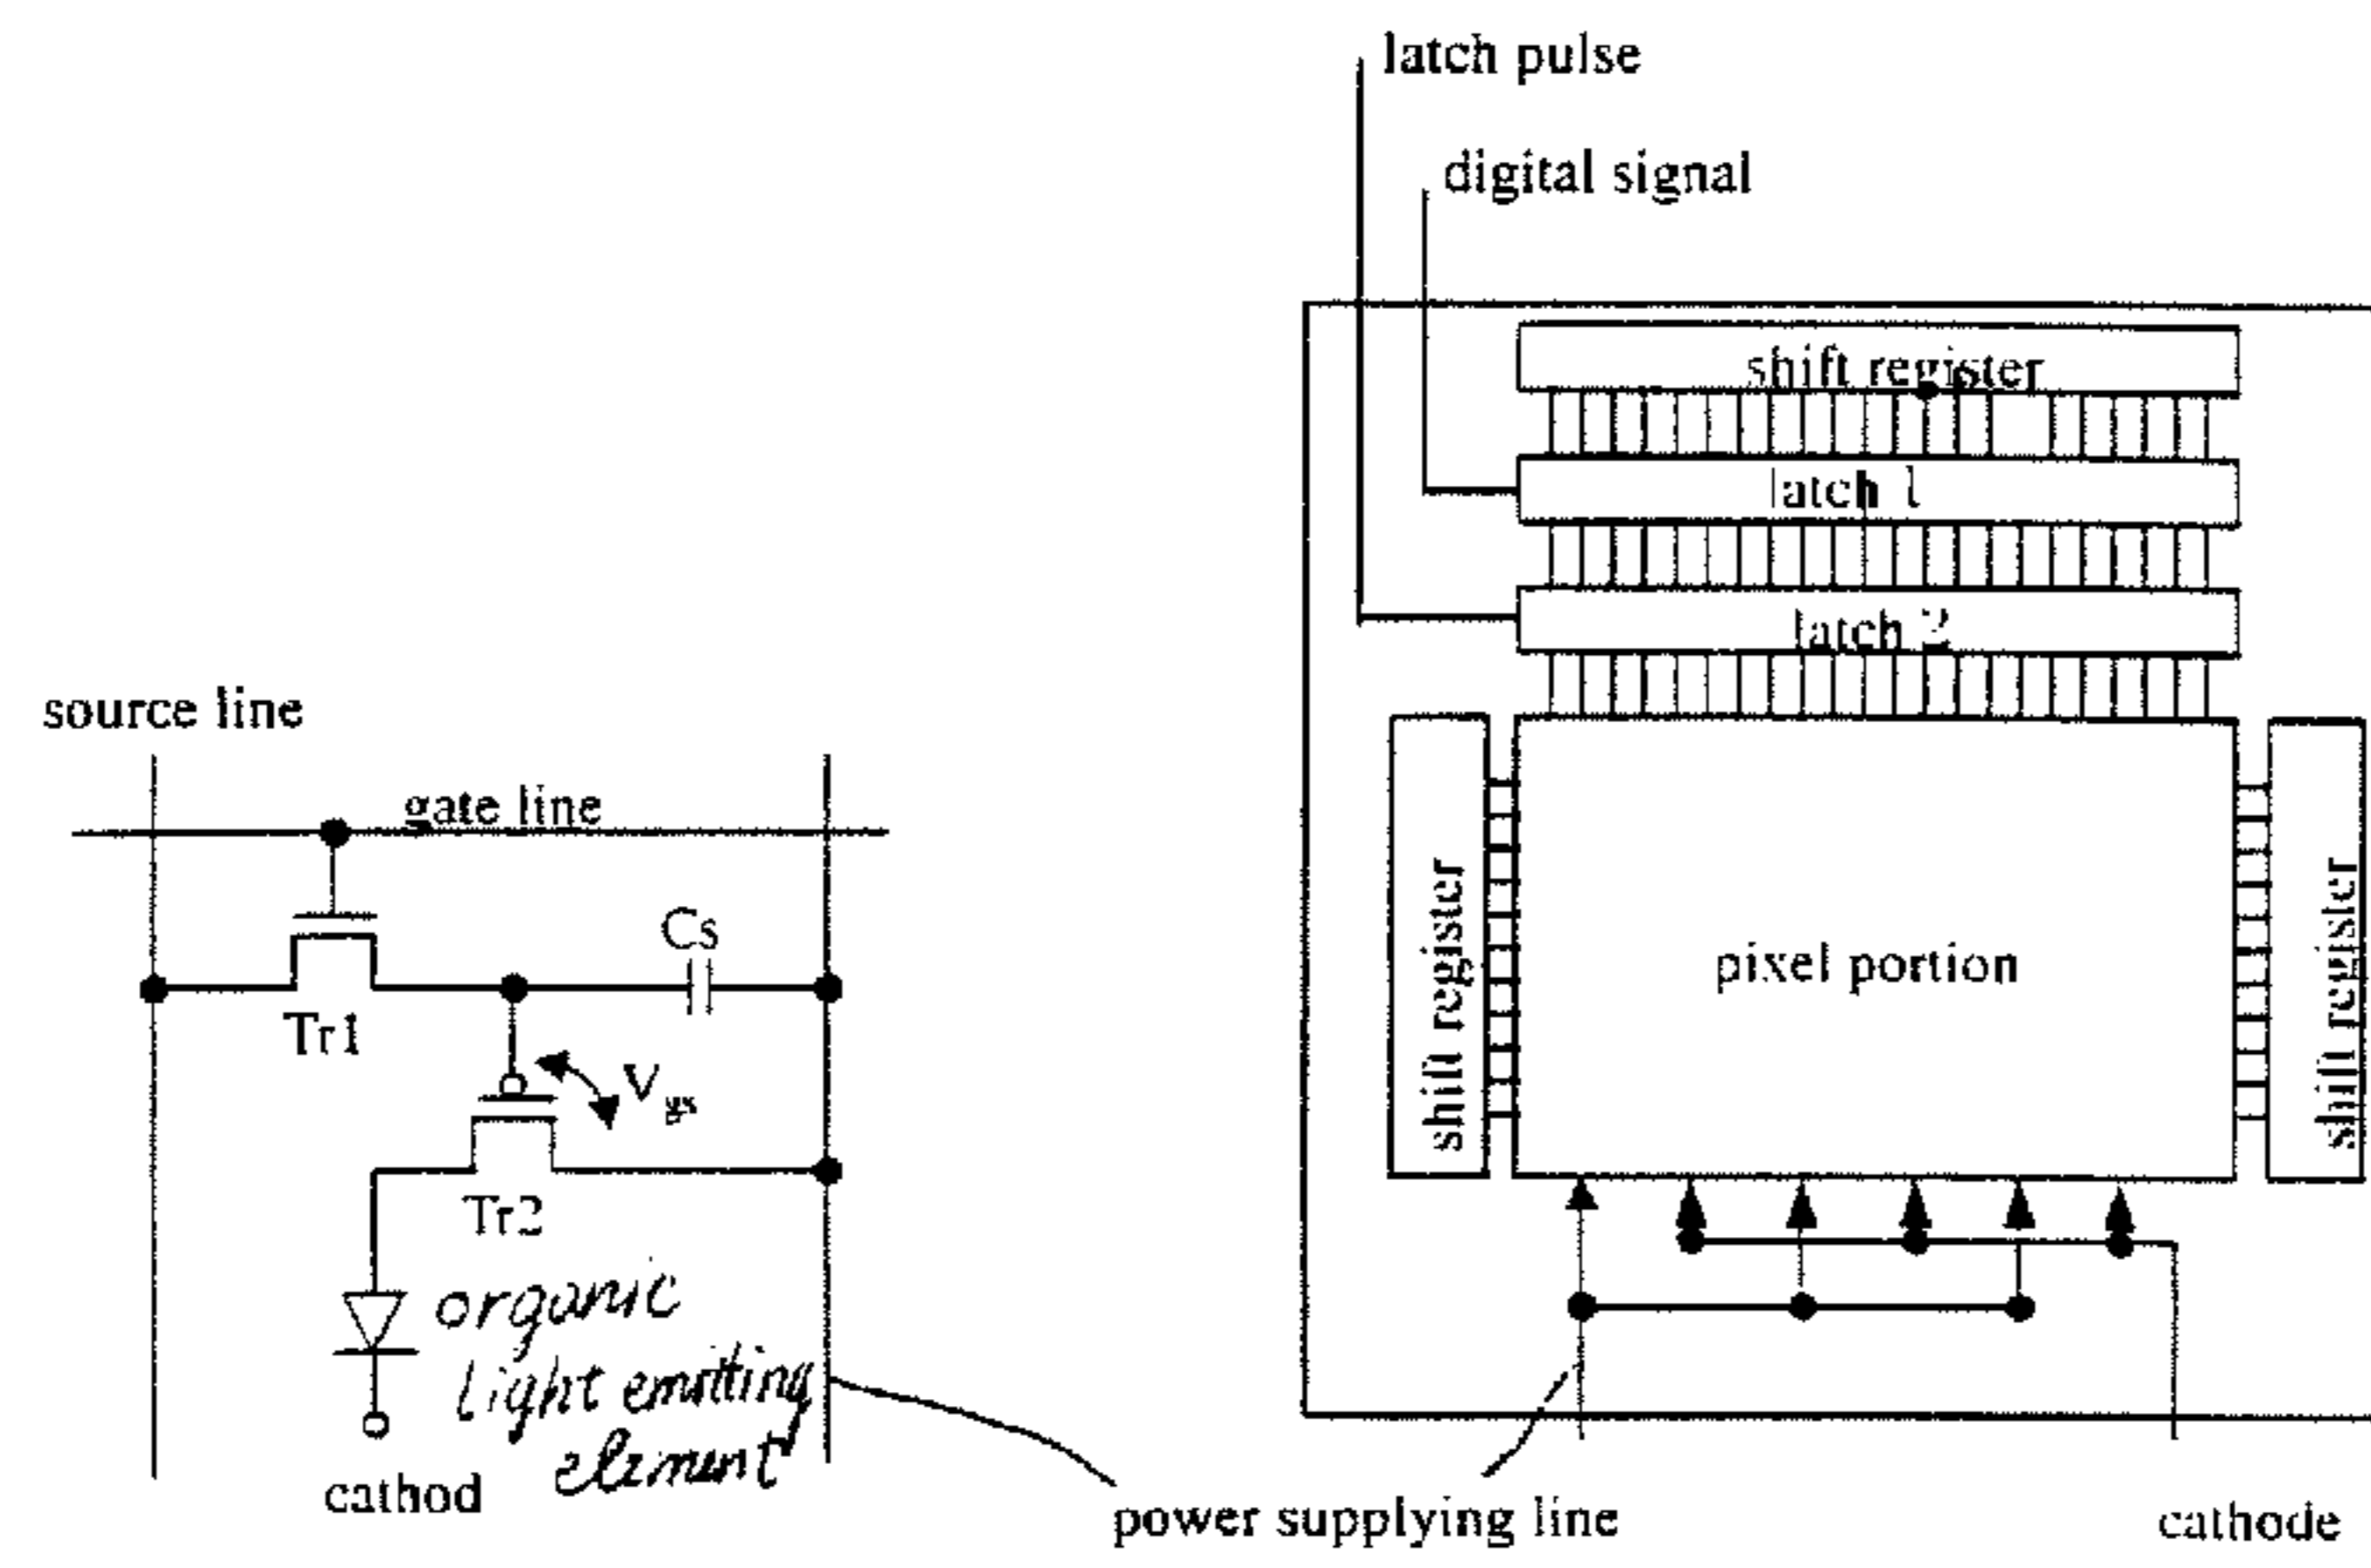 latch pulse
digital signal
shift register
latch 1
latch 2
source line
gate line
Cs
Tr1
Vgs
Tr2
organic
light emitting
element
cathod
shift register
pixel portion
shift register
power supplying line
cathode